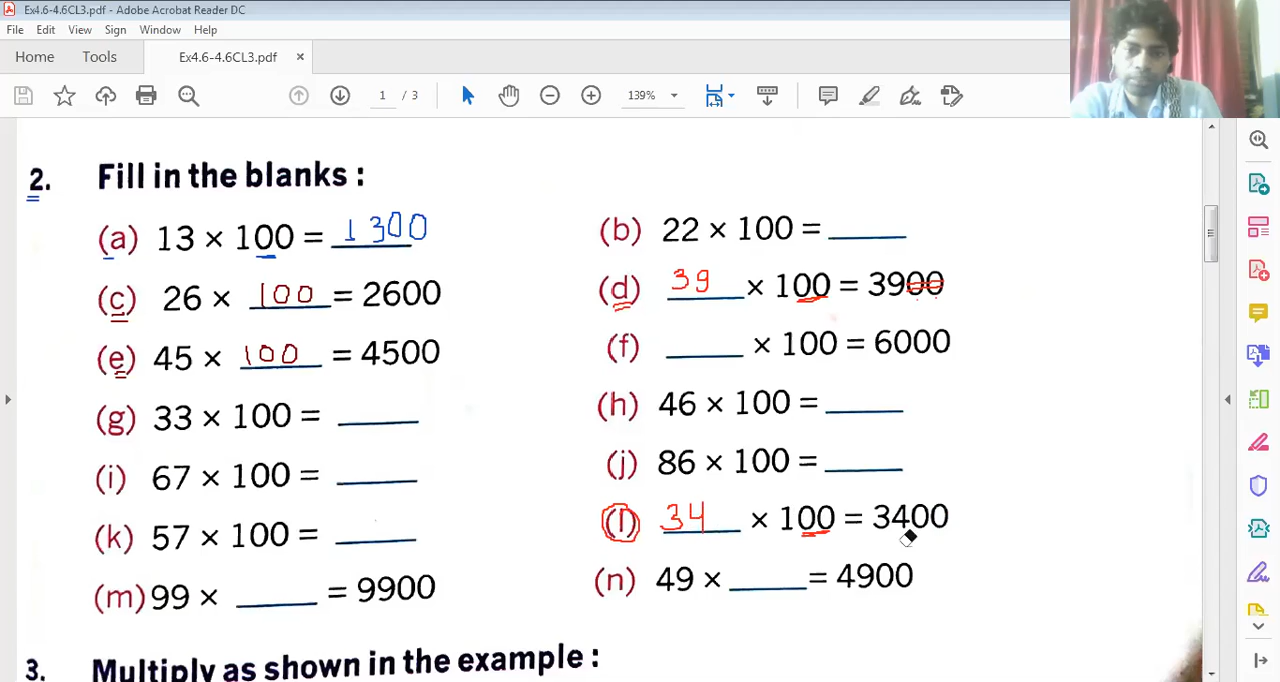 Ex4.6-4.6CL3.pdf - Adobe Acrobat Reader DC
File Edit View Sign Window Help
Home Tools Ex4.6-4.6CL3.pdf ×
1 / 3 139%
2. Fill in the blanks :
(a) 13 × 100 = 1300
(b) 22 × 100 = ______
(c) 26 × 100 = 2600
(d) 39 × 100 = 3900
(e) 45 × 100 = 4500
(f) ______ × 100 = 6000
(g) 33 × 100 = ______
(h) 46 × 100 = ______
(i) 67 × 100 = ______
(j) 86 × 100 = ______
(k) 57 × 100 = ______
(l) 34 × 100 = 3400
(m) 99 × ______ = 9900
(n) 49 × ______ = 4900
3. Multiply as shown in the example :